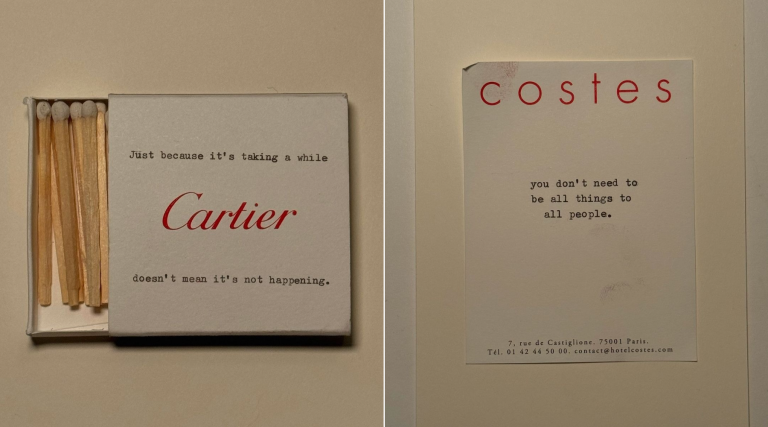 Just because it's taking a while
Cartier
doesn't mean it's not happening.
costes
you don't need to
be all things to
all people.
7, rue de Castiglione. 75001 Paris.
Tél. 01 42 44 50 00. contact@hotelcostes.com